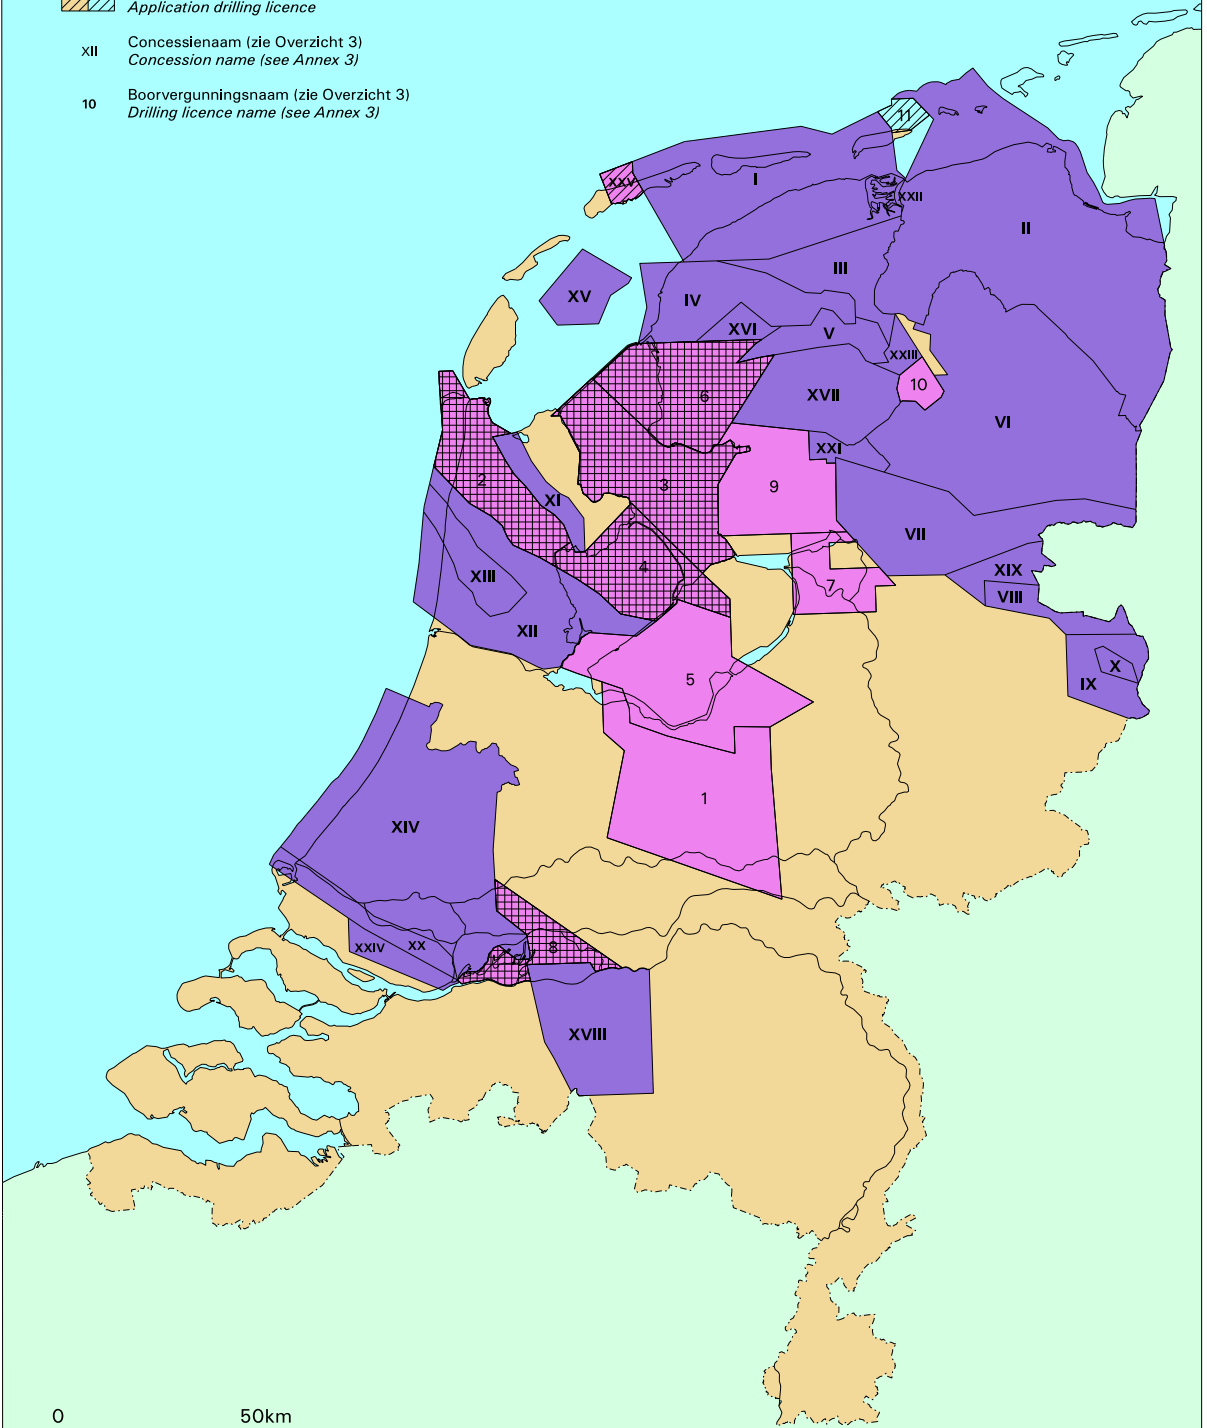 Application drilling licence
XII Concessienaam (zie Overzicht 3)
Concession name (see Annex 3)
10 Boorvergunningsnaam (zie Overzicht 3)
Drilling licence name (see Annex 3)
11
XXV
I
XXII
II
III
XV
IV
XVI
V
XXIII
10
6
XVII
VI
XXI
2
3
9
XI
VII
4
XIX
XIII
7
VIII
XII
X
5
IX
1
XIV
XXIV
XX
8
XVIII
0 50km